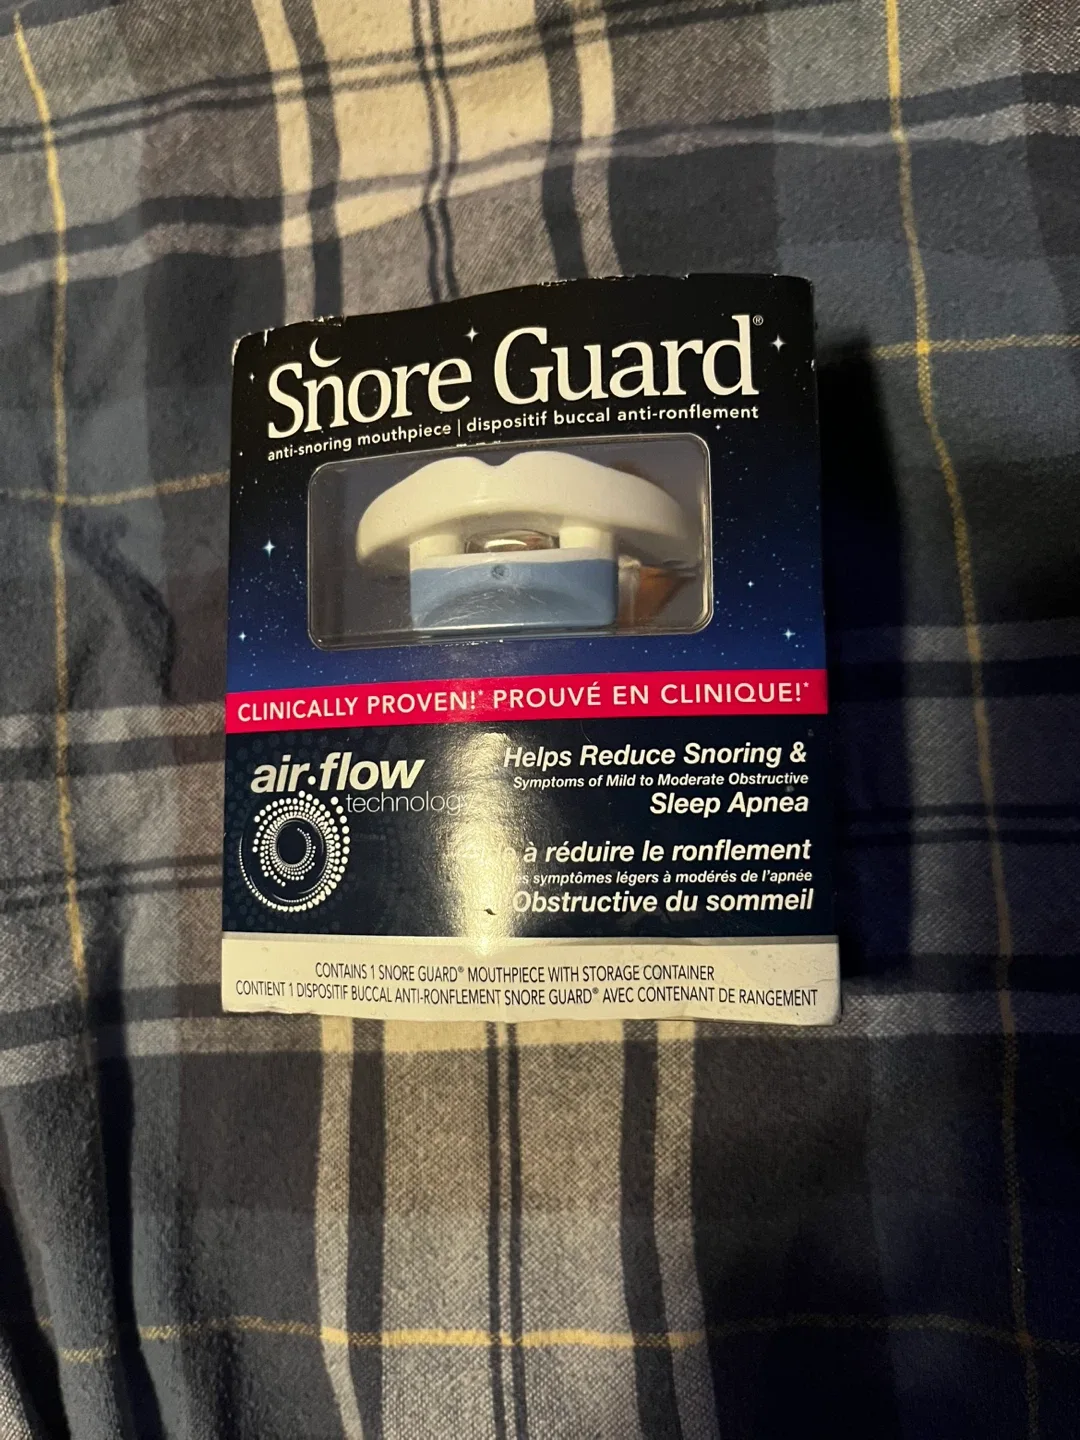 Snore Guard®
anti-snoring mouthpiece | dispositif buccal anti-ronflement
CLINICALLY PROVEN!* PROUVÉ EN CLINIQUE!*
air•flow
technology
Helps Reduce Snoring &
Symptoms of Mild to Moderate Obstructive
Sleep Apnea
à réduire le ronflement
symptômes légers à modérés de l'apnée
Obstructive du sommeil
CONTAINS 1 SNORE GUARD® MOUTHPIECE WITH STORAGE CONTAINER
CONTIENT 1 DISPOSITIF BUCCAL ANTI-RONFLEMENT SNORE GUARD® AVEC CONTENANT DE RANGEMENT